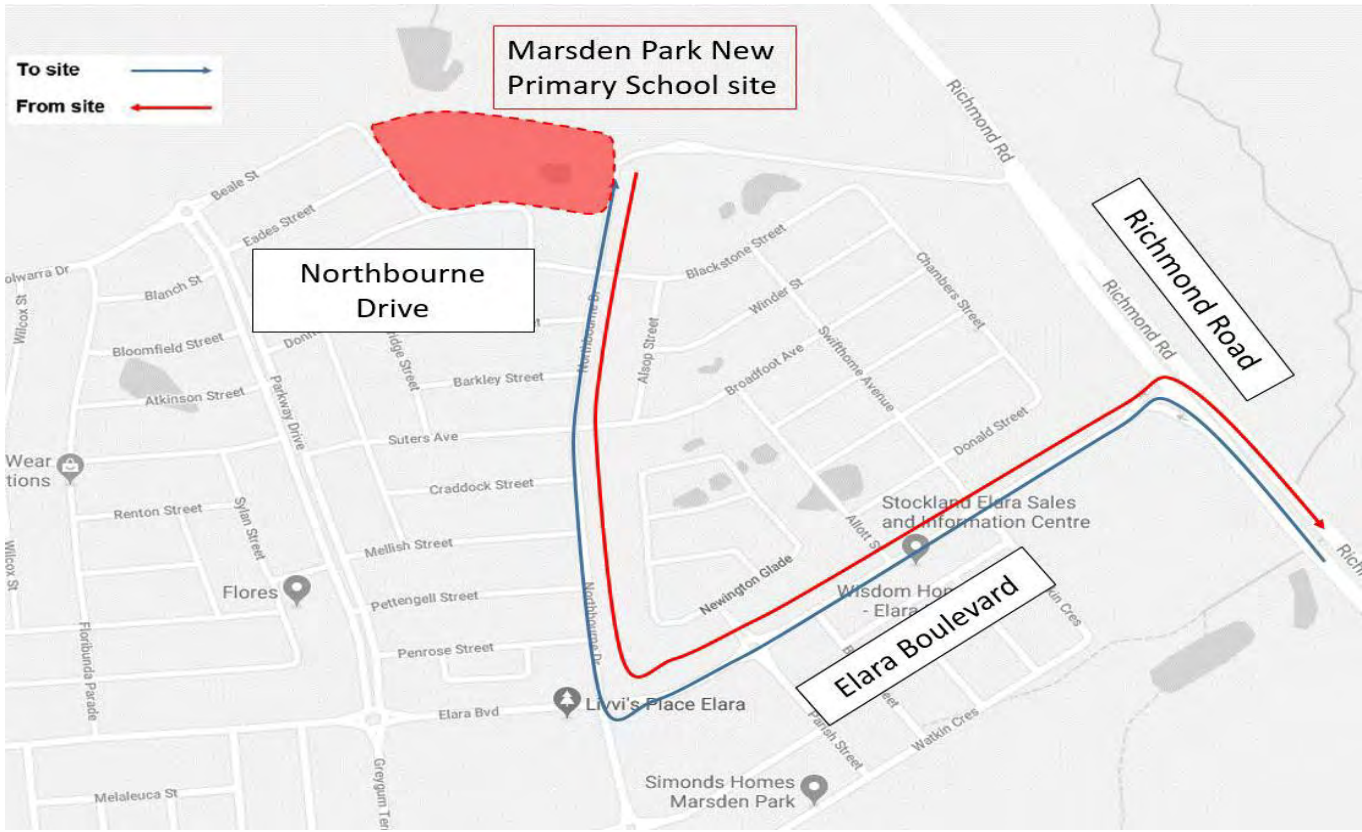 To site
From site
Marsden Park New
Primary School site
Richmond Rd
Beale St
Eades Street
Northbourne
Drive
Blackstone Street
Chambers Street
Richmond Road
Blanch St
Winder St
Wilcox St
Bloomfield Street
Northbourne Dr
Alsop Street
Swifthome Avenue
Richmond Rd
Barkley Street
Broadfoot Ave
Atkinson Street
Parkway Drive
Suters Ave
Donald Street
Wear
Craddock Street
Stockland Elara Sales
and Information Centre
Renton Street
Sylan Street
Mellish Street
Allott
Newington Glade
Wilcox St
Flores
Wisdom
- Elara
Pettengell Street
Northbourne Dr
Elara Boulevard
Cres
Floribunda Parade
Penrose Street
Livvi's Place Elara
Elara Bvd
Parish Street
Watkin Cres
Greygum
Simonds Homes
Marsden Park
Melaleuca St